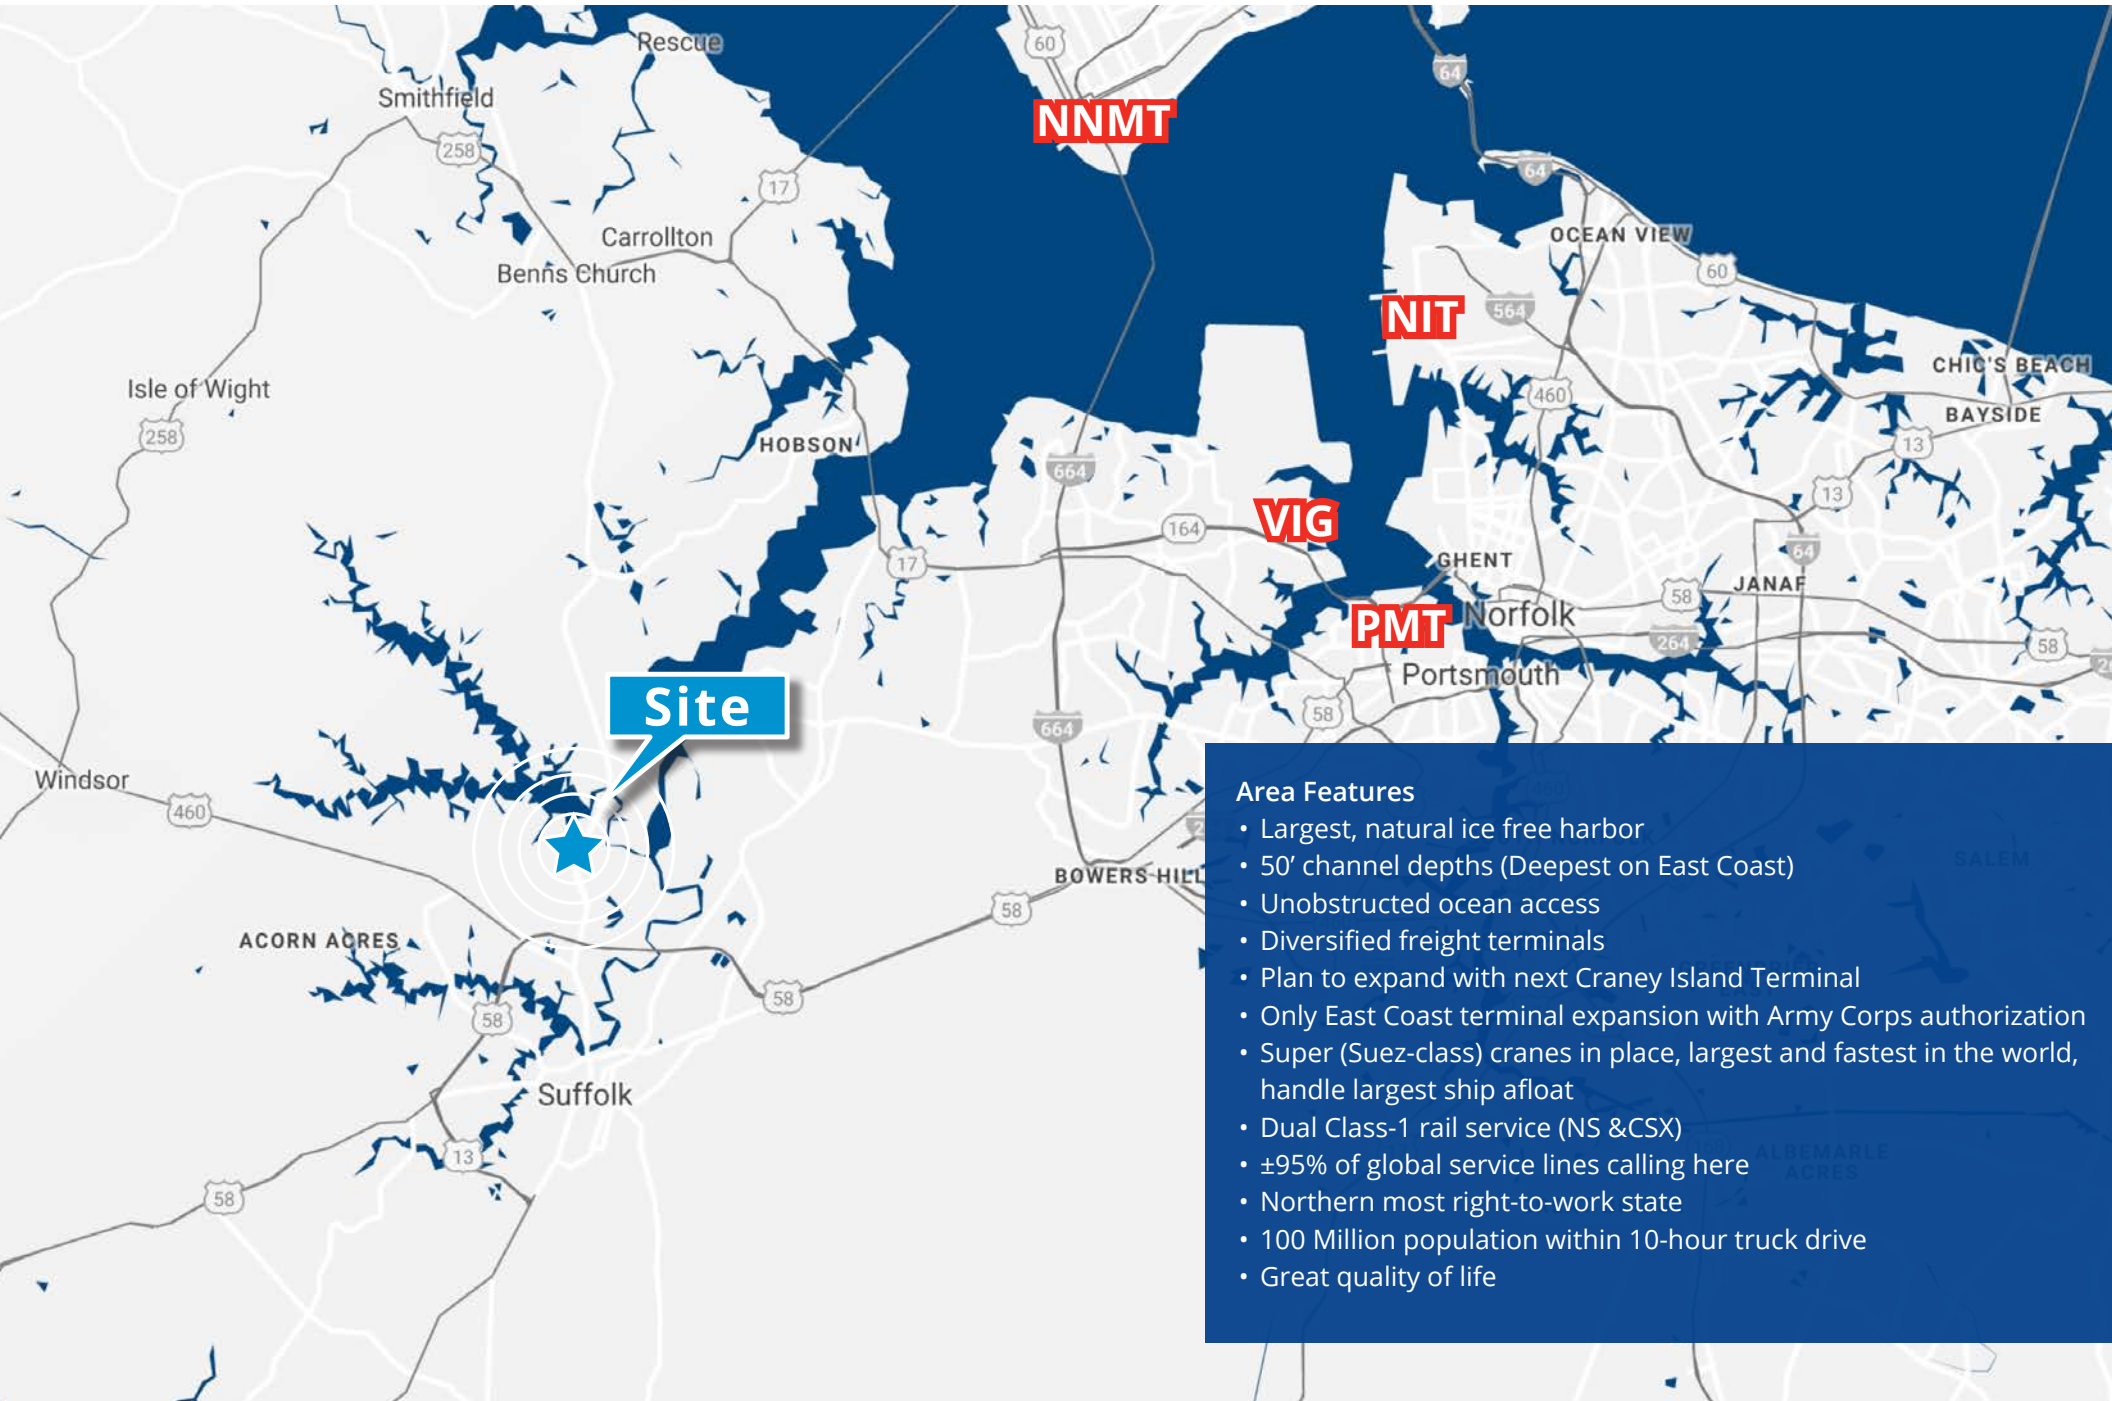 Rescue
60
64
Smithfield
NNMT
258
64
17
OCEAN VIEW
Carrollton
Benns Church
60
NIT
564
CHIC'S BEACH
Isle of Wight
460
BAYSIDE
258
HOBSON
13
664
13
VIG
164
64
17
GHENT
JANAF
58
PMT
Norfolk
264
58
Portsmouth
Site
58
664
Windsor
460
BOWERS HILL
58
ACORN ACRES
58
58
Suffolk
13
58
Area Features
• Largest, natural ice free harbor
• 50’ channel depths (Deepest on East Coast)
• Unobstructed ocean access
• Diversified freight terminals
• Plan to expand with next Craney Island Terminal
• Only East Coast terminal expansion with Army Corps authorization
• Super (Suez-class) cranes in place, largest and fastest in the world,
handle largest ship afloat
• Dual Class-1 rail service (NS &CSX)
• ±95% of global service lines calling here
• Northern most right-to-work state
• 100 Million population within 10-hour truck drive
• Great quality of life
460
SALEM
ALBEMARLE
ACRES